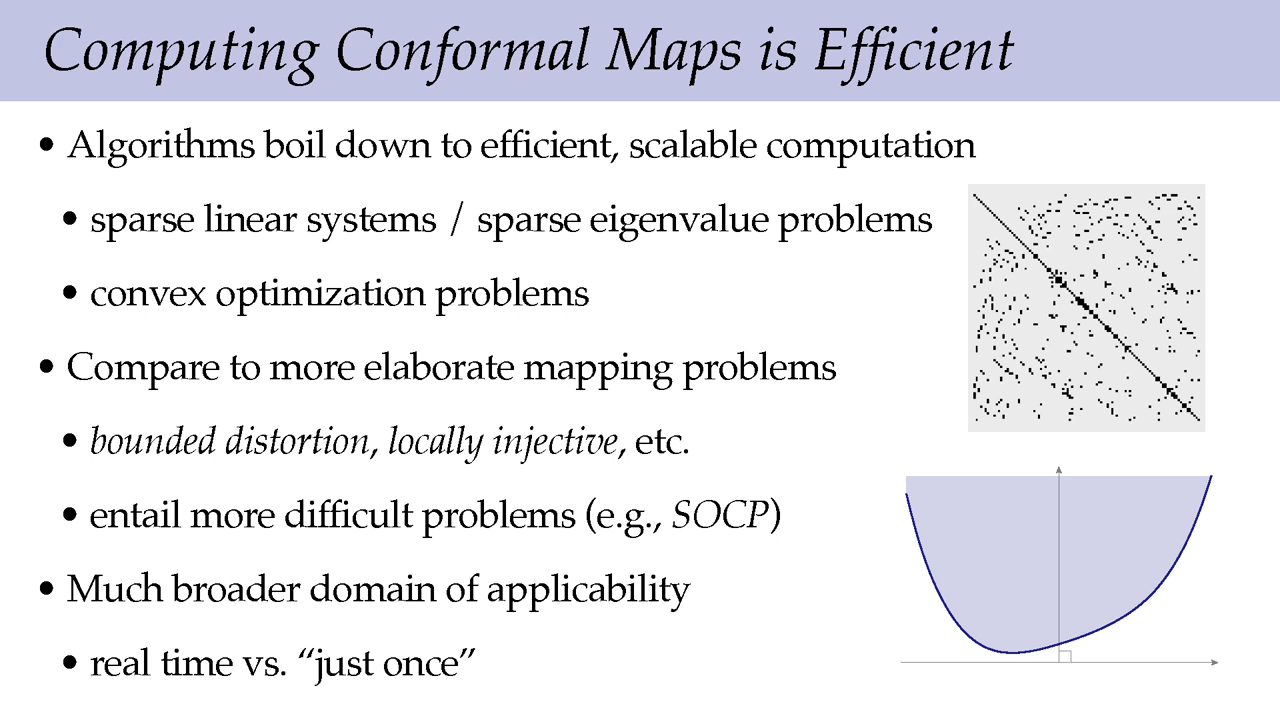 Computing Conformal Maps is Efficient
• Algorithms boil down to efficient, scalable computation
• sparse linear systems / sparse eigenvalue problems
• convex optimization problems
• Compare to more elaborate mapping problems
• bounded distortion, locally injective, etc.
• entail more difficult problems (e.g., SOCP)
• Much broader domain of applicability
• real time vs. “just once”